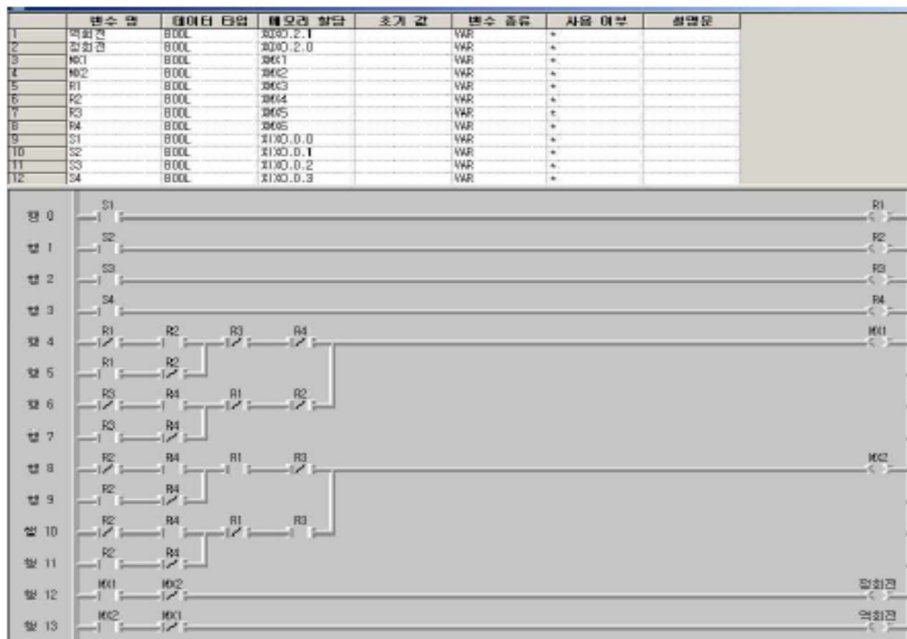 변수 명 데이터 타입 메모리 할당 초기 값 변수 종류 사용 여부 설명문
1 역회전 BOOL %QX0.2.1 VAR *
2 정회전 BOOL %QX0.2.0 VAR *
3 MX1 BOOL %MX1 VAR *
4 MX2 BOOL %MX2 VAR *
5 R1 BOOL %MX3 VAR *
6 R2 BOOL %MX4 VAR *
7 R3 BOOL %MX5 VAR *
8 R4 BOOL %MX6 VAR *
9 S1 BOOL %IX0.0.0 VAR *
10 S2 BOOL %IX0.0.1 VAR *
11 S3 BOOL %IX0.0.2 VAR *
12 S4 BOOL %IX0.0.3 VAR *
행 0 S1 R1
행 1 S2 R2
행 2 S3 R3
행 3 S4 R4
행 4 R1 R2 R3 R4 MX1
행 5 R1 R2
행 6 R3 R4 R1 R2
행 7 R3 R4
행 8 R2 R4 R1 R3 MX2
행 9 R2 R4
행 10 R2 R4 R1 R3
행 11 R2 R4
행 12 MX1 MX2 정회전
행 13 MX2 MX1 역회전